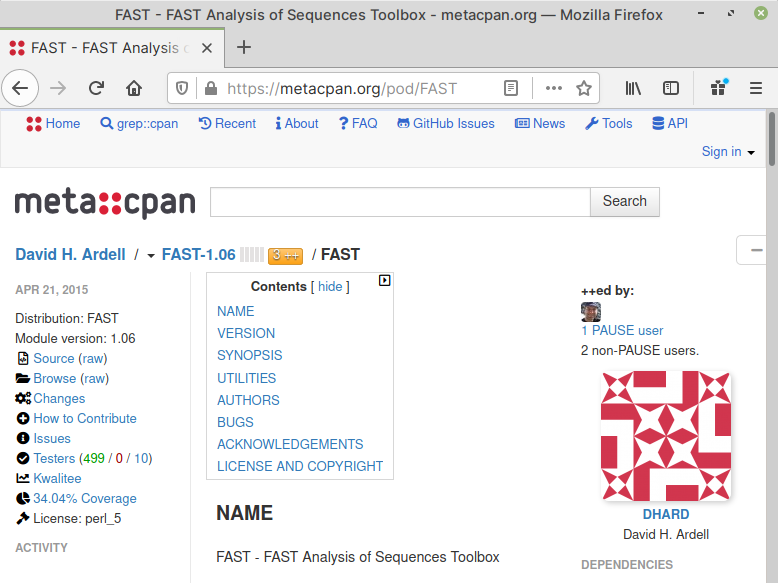 FAST - FAST Analysis of Sequences Toolbox - metacpan.org — Mozilla Firefox
FAST - FAST Analysis
https://metacpan.org/pod/FAST
Home grep::cpan Recent About FAQ GitHub Issues News Tools API
Sign in
meta::cpan Search
David H. Ardell / FAST-1.06 3 ++ / FAST
APR 21, 2015
Distribution: FAST
Module version: 1.06
Source (raw)
Browse (raw)
Changes
How to Contribute
Issues
Testers (499 / 0 / 10)
Kwalitee
34.04% Coverage
License: perl_5
ACTIVITY
Contents [ hide ]
NAME
VERSION
SYNOPSIS
UTILITIES
AUTHORS
BUGS
ACKNOWLEDGEMENTS
LICENSE AND COPYRIGHT
NAME
FAST - FAST Analysis of Sequences Toolbox
++ed by:
1 PAUSE user
2 non-PAUSE users.
DHARD
David H. Ardell
DEPENDENCIES